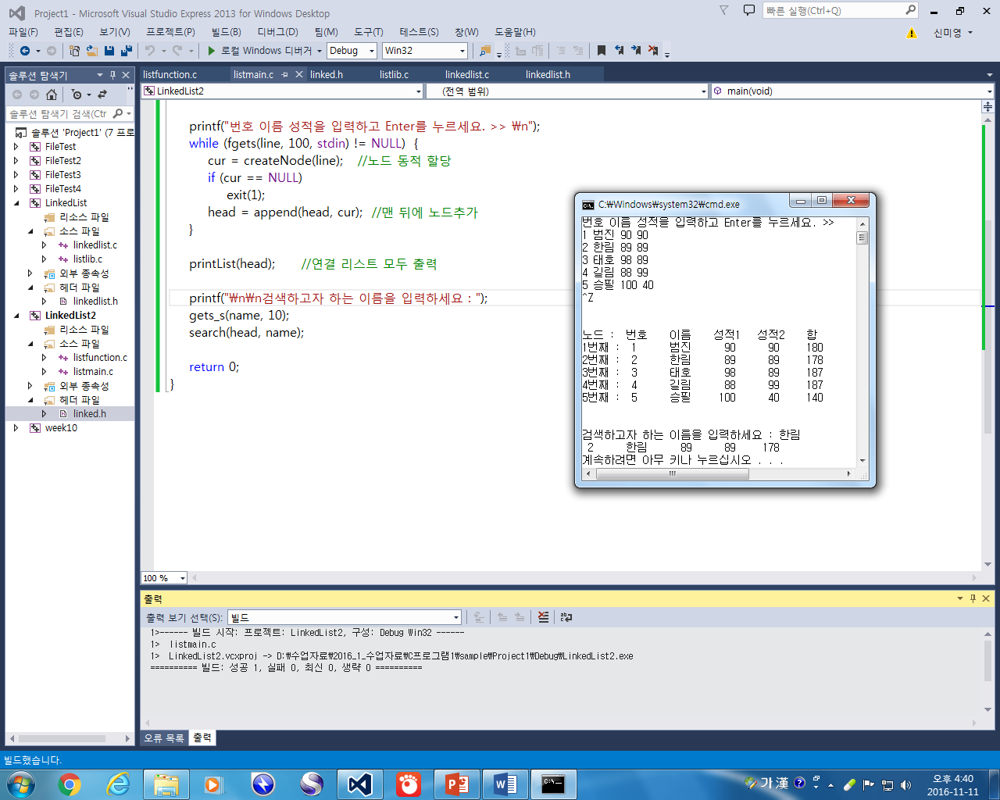 Project1 - Microsoft Visual Studio Express 2013 for Windows Desktop
빠른 실행(Ctrl+Q)
파일(F) 편집(E) 보기(V) 프로젝트(P) 빌드(B) 디버그(D) 팀(M) 도구(T) 테스트(S) 창(W) 도움말(H)
신미영
로컬 Windows 디버거 Debug Win32
솔루션 탐색기
솔루션 탐색기 검색(Ctr
솔루션 'Project1' (7 프로
FileTest
FileTest2
FileTest3
FileTest4
LinkedList
리소스 파일
소스 파일
linkedlist.c
listlib.c
외부 종속성
헤더 파일
linkedlist.h
LinkedList2
리소스 파일
소스 파일
listfunction.c
listmain.c
외부 종속성
헤더 파일
linked.h
week10
listfunction.c listmain.c linked.h listlib.c linkedlist.c linkedlist.h
LinkedList2 (전역 범위) main(void)
printf("번호 이름 성적을 입력하고 Enter를 누르세요. >> ₩n");
while (fgets(line, 100, stdin) != NULL) {
cur = createNode(line); //노드 동적 할당
if (cur == NULL)
exit(1);
head = append(head, cur); //맨 뒤에 노드추가
}
printList(head); //연결 리스트 모두 출력
printf("₩n₩n검색하고자 하는 이름을 입력하세요 : ");
gets_s(name, 10);
search(head, name);
return 0;
}
100 %
C:₩Windows₩system32₩cmd.exe
번호 이름 성적을 입력하고 Enter를 누르세요. >>
1 범진 90 90
2 한림 89 89
3 태호 98 89
4 길림 88 99
5 승필 100 40
^Z
노드 : 번호 이름 성적1 성적2 합
1번째 : 1 범진 90 90 180
2번째 : 2 한림 89 89 178
3번째 : 3 태호 98 89 187
4번째 : 4 길림 88 99 187
5번째 : 5 승필 100 40 140
검색하고자 하는 이름을 입력하세요 : 한림
2 한림 89 89 178
계속하려면 아무 키나 누르십시오 . . .
출력
출력 보기 선택(S): 빌드
1>------ 빌드 시작: 프로젝트: LinkedList2, 구성: Debug Win32 ------
1> listmain.c
1> LinkedList2.vcxproj -> D:₩수업자료₩2016_1_수업자료₩C프로그램1₩sample₩Project1₩Debug₩LinkedList2.exe
========== 빌드: 성공 1, 실패 0, 최신 0, 생략 0 ==========
오류 목록 출력
빌드했습니다.
가 漢
오후 4:40
2016-11-11